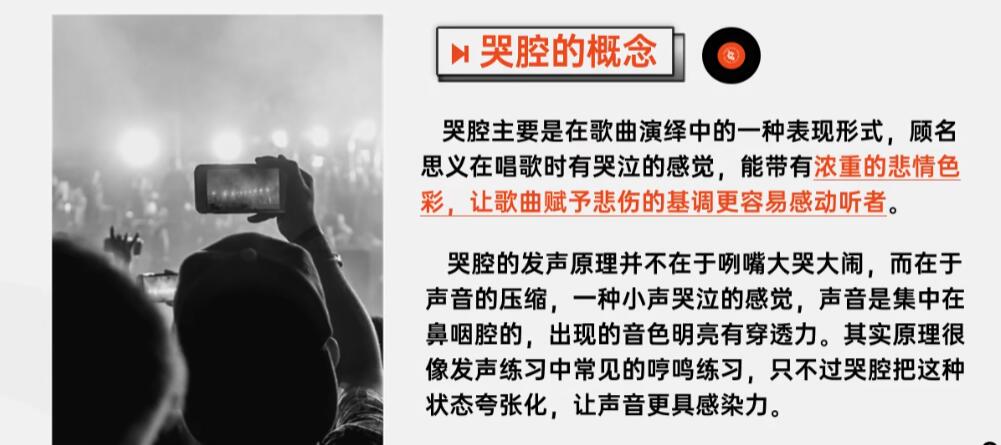 哭腔的概念
哭腔主要是在歌曲演绎中的一种表现形式，顾名
思义在唱歌时有哭泣的感觉，能带有浓重的悲情色
彩，让歌曲赋予悲伤的基调更容易感动听者。
哭腔的发声原理并不在于咧嘴大哭大闹，而在于
声音的压缩，一种小声哭泣的感觉，声音是集中在
鼻咽腔的，出现的音色明亮有穿透力。其实原理很
像发声练习中常见的哼鸣练习，只不过哭腔把这种
状态夸张化，让声音更具感染力。